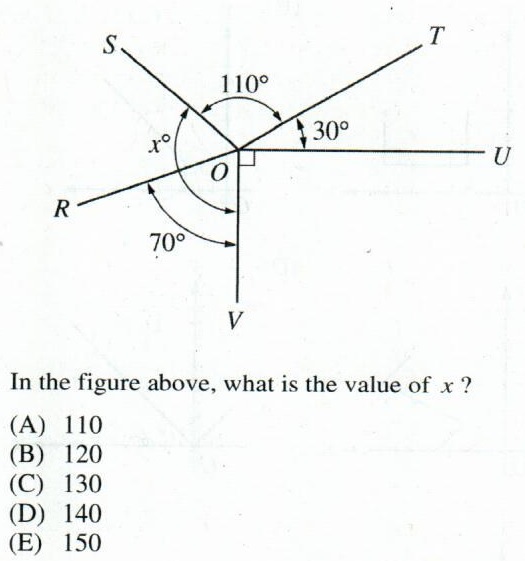 S
T
110°
30°
x°
U
O
R
70°
V
In the figure above, what is the value of x ?
(A) 110
(B) 120
(C) 130
(D) 140
(E) 150